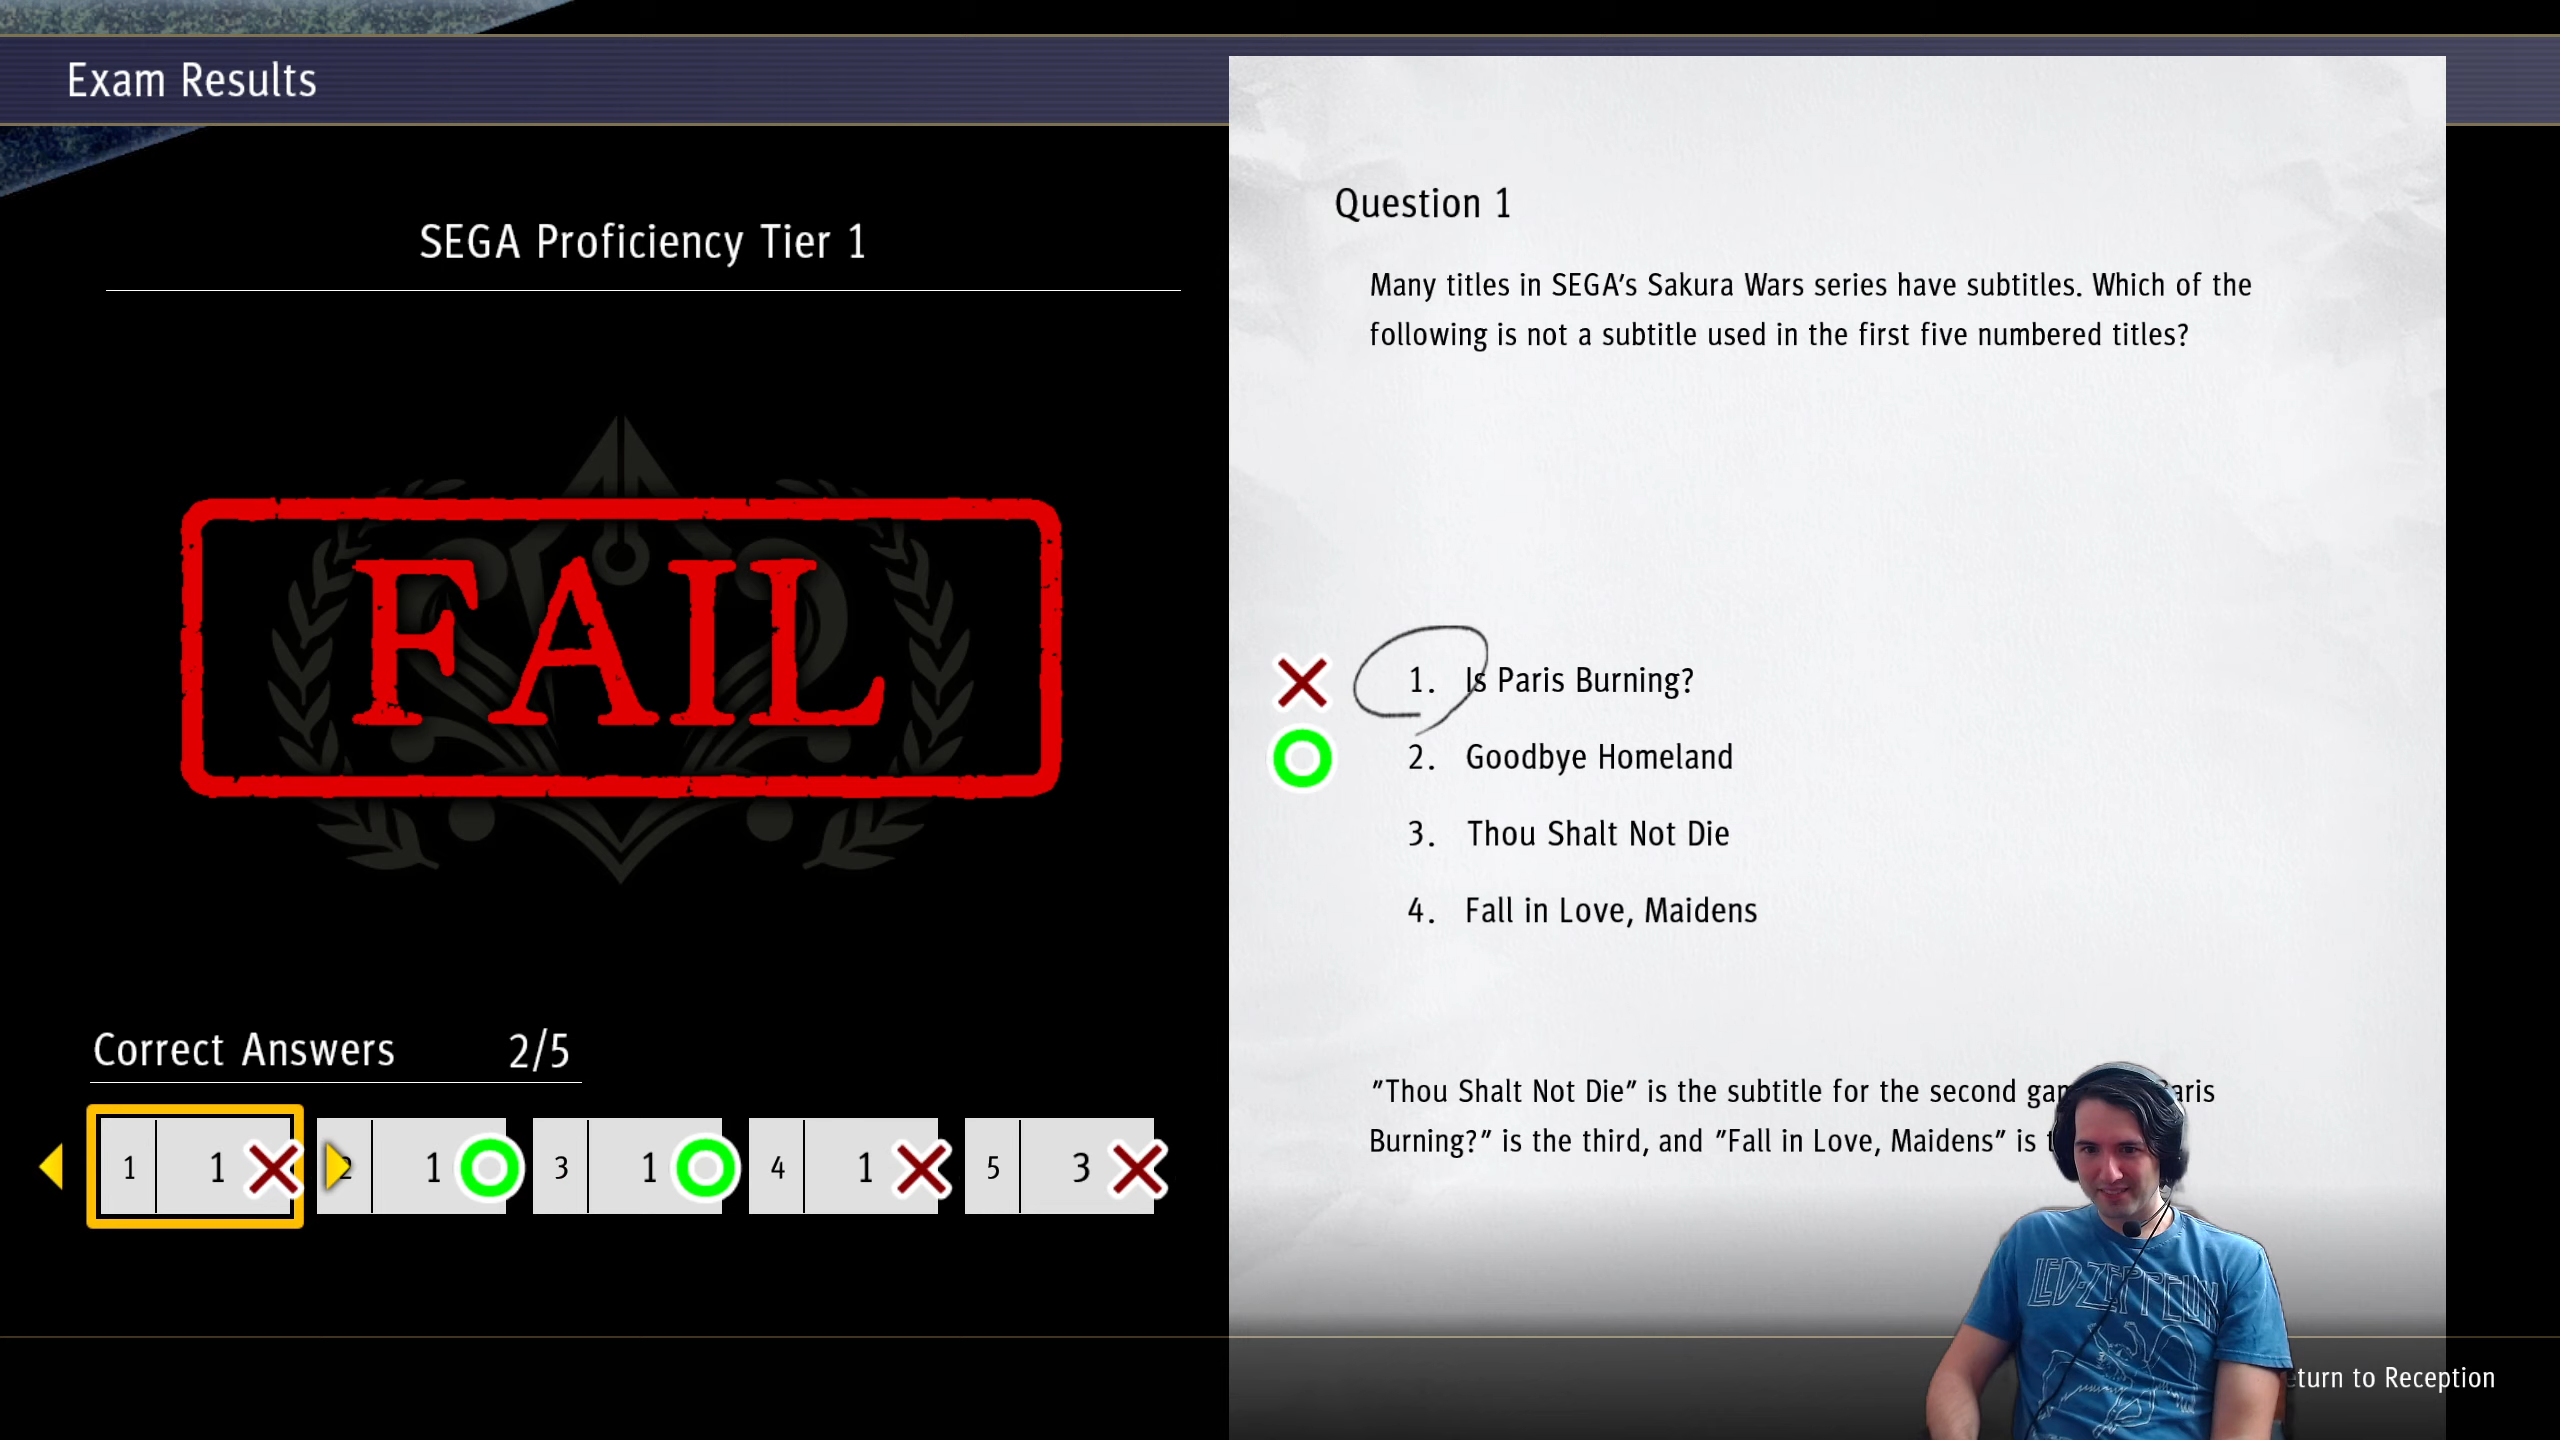 Exam Results
SEGA Proficiency Tier 1
FAIL
Correct Answers 2/5
1 1 2 1 3 1 4 1 5 3
Question 1
Many titles in SEGA's Sakura Wars series have subtitles. Which of the
following is not a subtitle used in the first five numbered titles?
1. Is Paris Burning?
2. Goodbye Homeland
3. Thou Shalt Not Die
4. Fall in Love, Maidens
"Thou Shalt Not Die" is the subtitle for the second
Burning?" is the third, and "Fall in Love, Maidens" is
LED-ZEPPELIN
to Reception